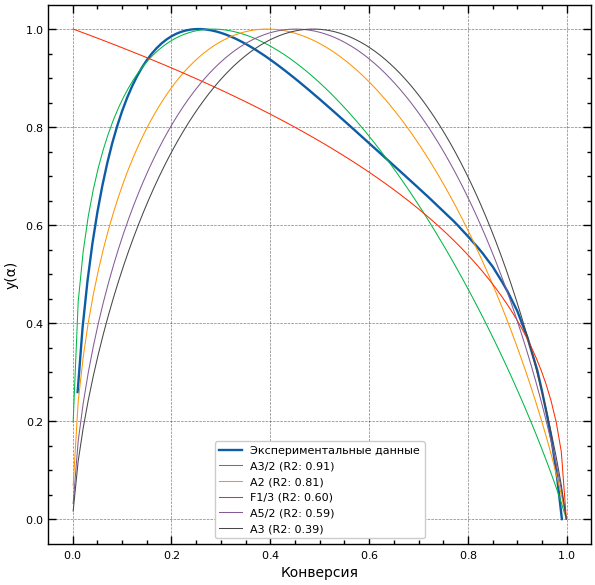 y(α)
1.0
0.8
0.6
0.4
0.2
0.0
Экспериментальные данные
A3/2 (R2: 0.91)
A2 (R2: 0.81)
F1/3 (R2: 0.60)
A5/2 (R2: 0.59)
A3 (R2: 0.39)
0.0 0.2 0.4 0.6 0.8 1.0
Конверсия